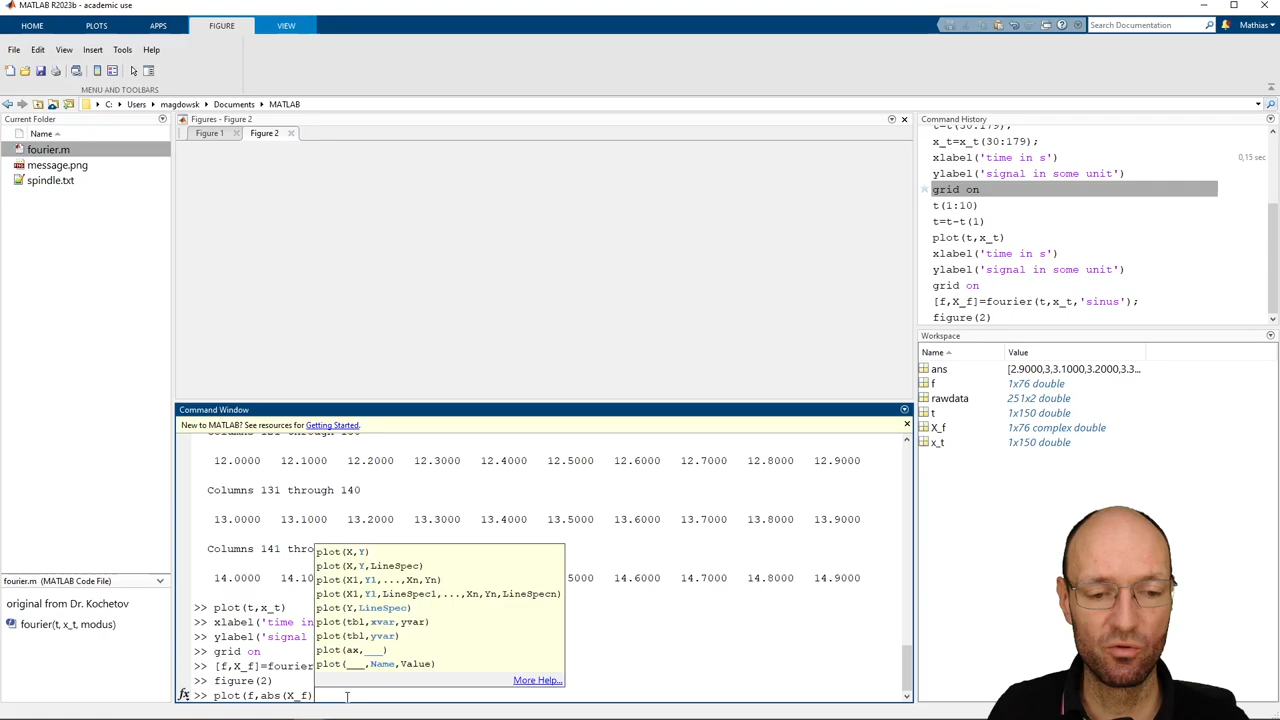 MATLAB R2023b - academic use
HOME PLOTS APPS FIGURE VIEW
Search Documentation
Mathias
File Edit View Insert Tools Help
MENU AND TOOLBARS
C: Users magdowsk Documents MATLAB
Current Folder
Name
fourier.m
message.png
spindle.txt
fourier.m (MATLAB Code File)
original from Dr. Kochetov
fourier(t, x_t, modus)
Figures - Figure 2
Figure 1 Figure 2
Command Window
New to MATLAB? See resources for Getting Started.
12.0000 12.1000 12.2000 12.3000 12.4000 12.5000 12.6000 12.7000 12.8000 12.9000
Columns 131 through 140
13.0000 13.1000 13.2000 13.3000 13.4000 13.5000 13.6000 13.7000 13.8000 13.9000
Columns 141 thro
14.0000 14.10 5000 14.6000 14.7000 14.8000 14.9000
>> plot(t,x_t)
>> xlabel('time in
>> ylabel('signal
>> grid on
>> [f,X_f]=fourier
>> figure(2)
>> plot(f,abs(X_f)
plot(X,Y)
plot(X,Y,LineSpec)
plot(X1,Y1,...,Xn,Yn)
plot(X1,Y1,LineSpec1,...,Xn,Yn,LineSpecn)
plot(Y,LineSpec)
plot(tbl,xvar,yvar)
plot(tbl,yvar)
plot(ax,___)
plot(___,Name,Value)
More Help...
Command History
t=t(30:179);
x_t=x_t(30:179);
xlabel('time in s') 0,15 sec
ylabel('signal in some unit')
grid on
t(1:10)
t=t-t(1)
plot(t,x_t)
xlabel('time in s')
ylabel('signal in some unit')
grid on
[f,X_f]=fourier(t,x_t,'sinus');
figure(2)
Workspace
Name Value
ans [2.9000,3,3.1000,3.2000,3.3...
f 1x76 double
rawdata 251x2 double
t 1x150 double
X_f 1x76 complex double
x_t 1x150 double